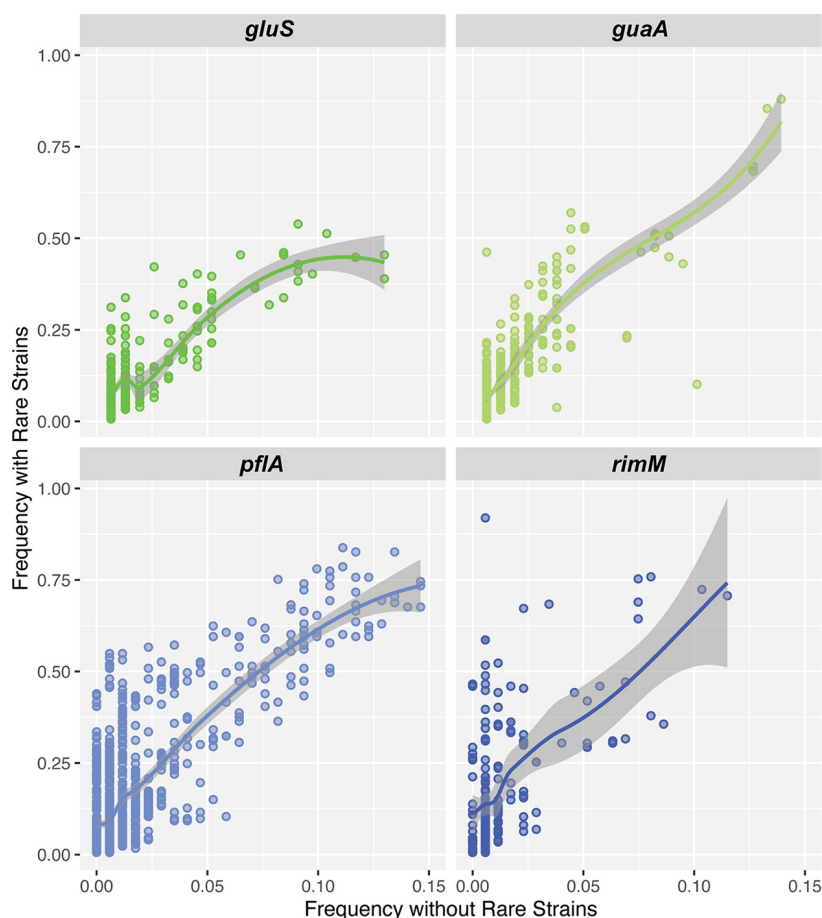 gluS guaA
1.00
0.75
0.50
0.25
0.00
pflA rimM
1.00
0.75
0.50
0.25
0.00
0.00 0.05 0.10 0.15 0.00 0.05 0.10 0.15
Frequency with Rare Strains
Frequency without Rare Strains